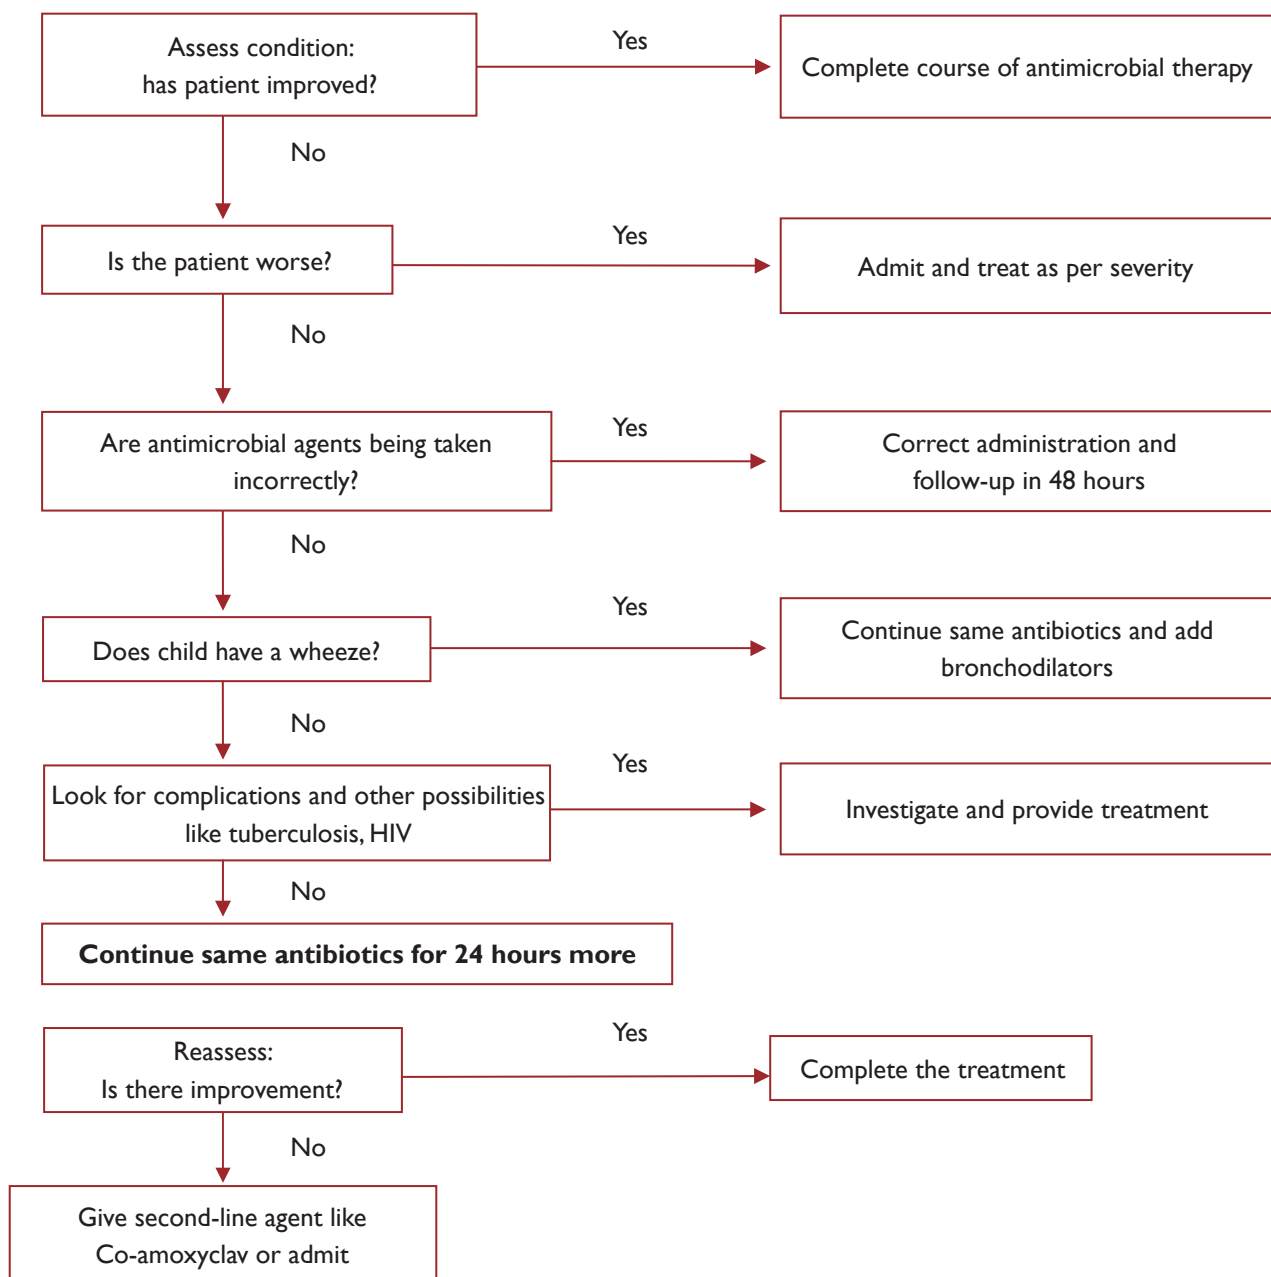 Assess condition:
has patient improved?
Yes
Complete course of antimicrobial therapy
No
Is the patient worse?
Yes
Admit and treat as per severity
No
Are antimicrobial agents being taken
incorrectly?
Yes
Correct administration and
follow-up in 48 hours
No
Does child have a wheeze?
Yes
Continue same antibiotics and add
bronchodilators
No
Look for complications and other possibilities
like tuberculosis, HIV
Yes
Investigate and provide treatment
No
Continue same antibiotics for 24 hours more
Reassess:
Is there improvement?
Yes
Complete the treatment
No
Give second-line agent like
Co-amoxyclav or admit